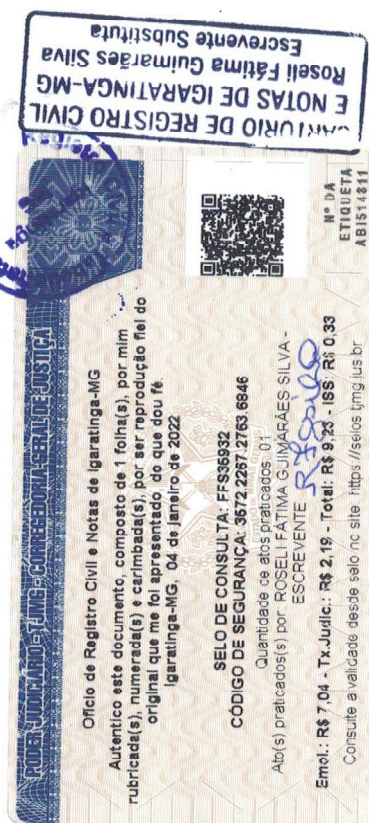 CARTORIO DE REGISTRO CIVIL
E NOTAS DE IGARATINGA-MG
Roseli Fátima Guimarães Silva
Escrevente Substituta
PODER JUDICIÁRIO - TJMG - CORREGEDORIA-GERAL DE JUSTIÇA
Ofício de Registro Civil e Notas de Igaratinga-MG
Autentico este documento, composto de 1 folha(s), por mim
rubricada(s), numerada(s) e carimbada(s), por ser reprodução fiel do
original que me foi apresentado, do que dou fé.
Igaratinga-MG, 04 de janeiro de 2022
SELO DE CONSULTA: FFS35932
CÓDIGO DE SEGURANÇA: 3572.2267.2763.6846
Quantidade de atos praticados: 01
Ato(s) praticados(s) por: ROSELI FÁTIMA GUIMARÃES SILVA -
ESCREVENTE
Emol.: R$ 7,04 - Tx.Judic.: R$ 2,19 - Total: R$ 9,23 - ISS: R$ 0,33
Consulte a validade desde selo no site: https://selos.tjmg.jus.br
Nº DA
ETIQUETA
ABI514811